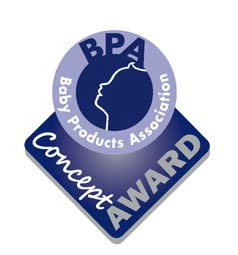 BPA
Baby Products Association
Concept
AWARD